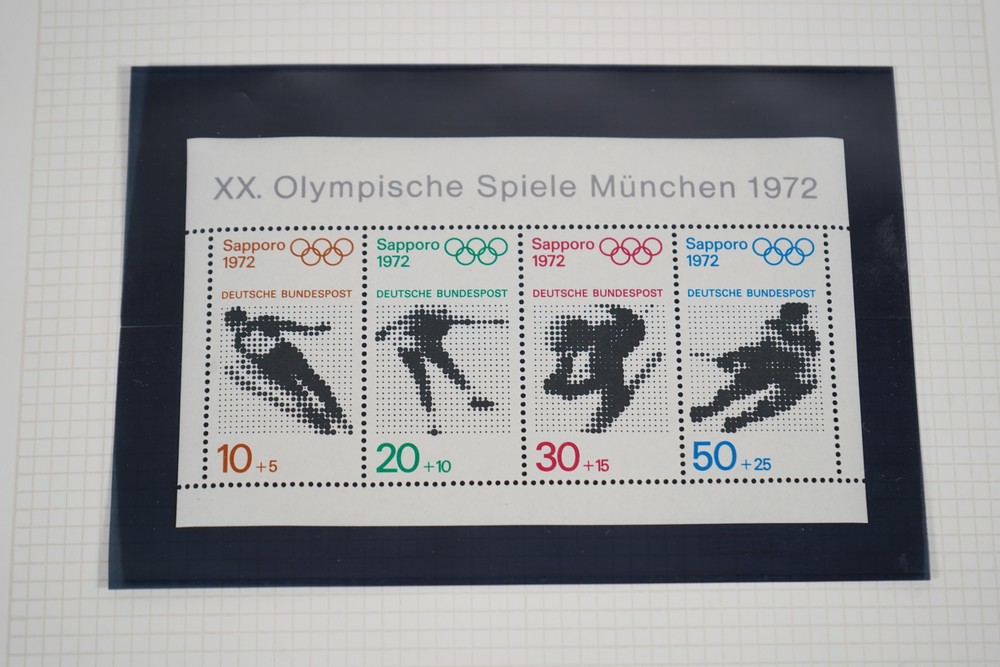 XX. Olympische Spiele München 1972
Sapporo
1972
DEUTSCHE BUNDESPOST
10 +5
Sapporo
1972
DEUTSCHE BUNDESPOST
20 +10
Sapporo
1972
DEUTSCHE BUNDESPOST
30 +15
Sapporo
1972
DEUTSCHE BUNDESPOST
50 +25